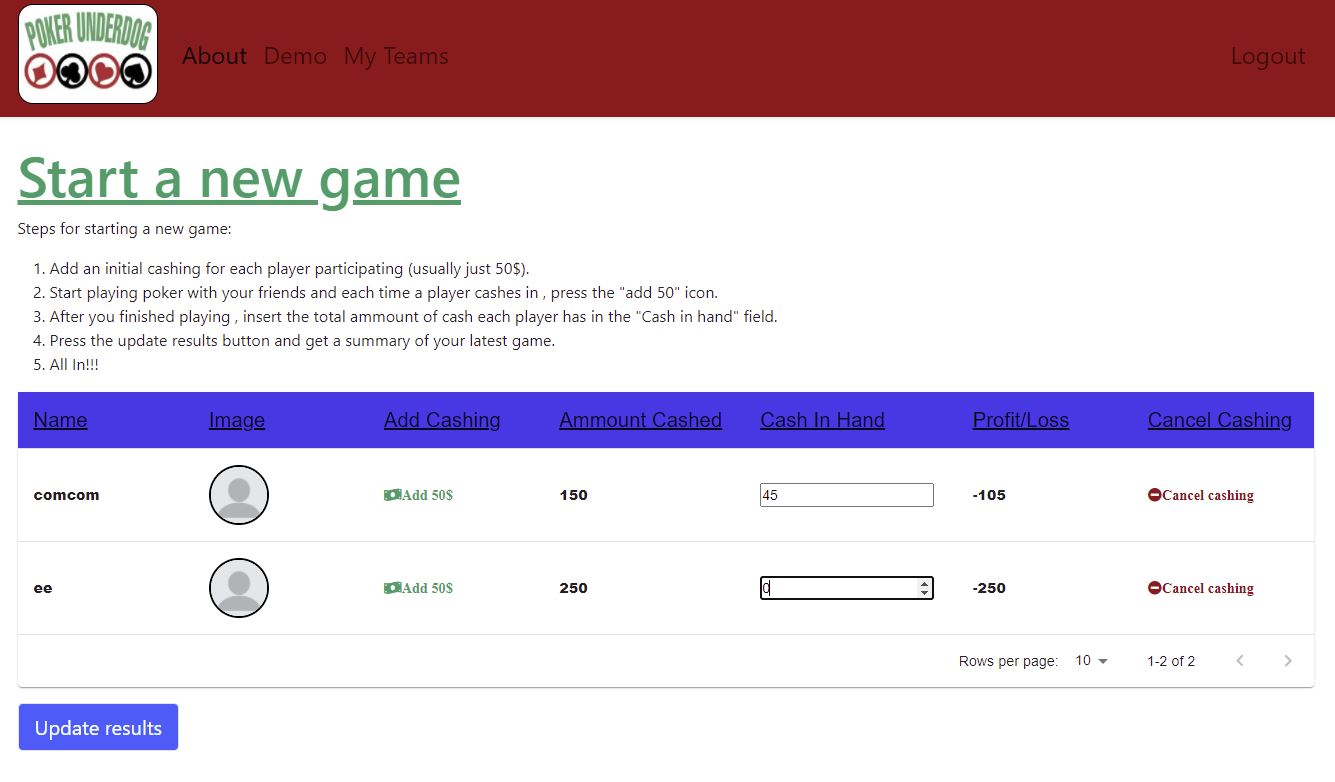 POKER UNDERDOG
About Demo My Teams Logout
Start a new game
Steps for starting a new game:
1. Add an initial cashing for each player participating (usually just 50$).
2. Start playing poker with your friends and each time a player cashes in , press the "add 50" icon.
3. After you finished playing , insert the total ammount of cash each player has in the "Cash in hand" field.
4. Press the update results button and get a summary of your latest game.
5. All In!!!
Name Image Add Cashing Ammount Cashed Cash In Hand Profit/Loss Cancel Cashing
comcom Add 50$ 150 45 -105 Cancel cashing
ee Add 50$ 250 0 -250 Cancel cashing
Rows per page: 10 1-2 of 2
Update results